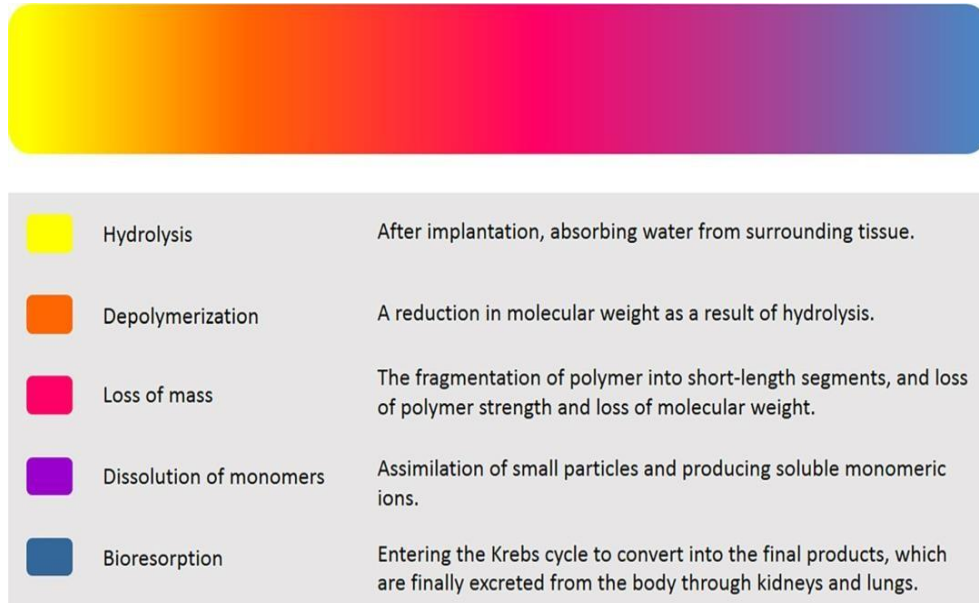 Hydrolysis
After implantation, absorbing water from surrounding tissue.
Depolymerization
A reduction in molecular weight as a result of hydrolysis.
Loss of mass
The fragmentation of polymer into short-length segments, and loss
of polymer strength and loss of molecular weight.
Dissolution of monomers
Assimilation of small particles and producing soluble monomeric
ions.
Bioresorption
Entering the Krebs cycle to convert into the final products, which
are finally excreted from the body through kidneys and lungs.